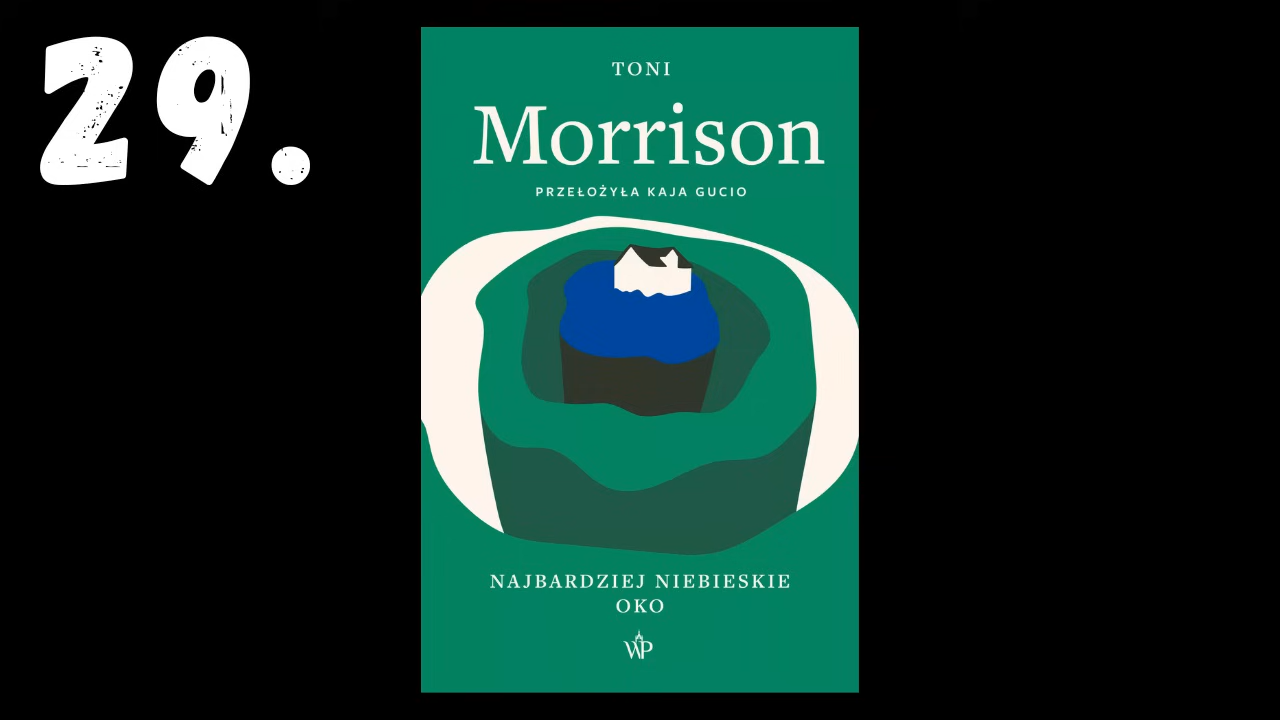 29.
TONI
Morrison
PRZEŁOŻYŁA KAJA GUCIO
NAJBARDZIEJ NIEBIESKIE
OKO
WP